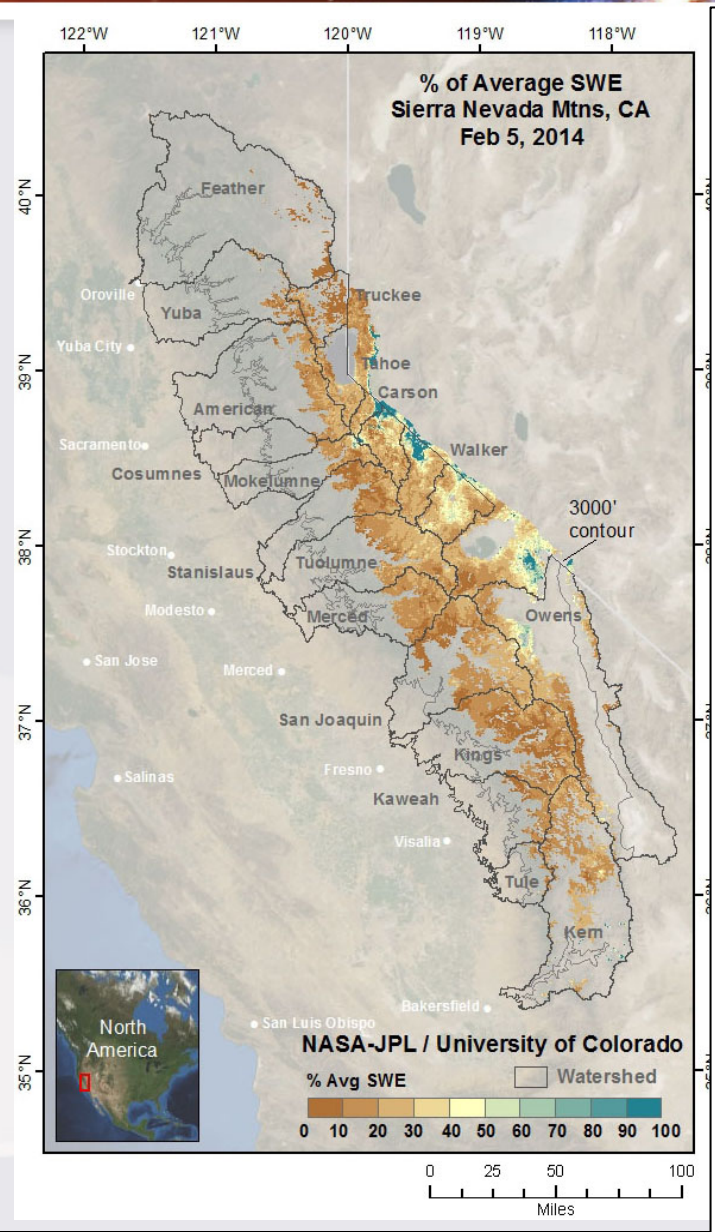 122°W 121°W 120°W 119°W 118°W
% of Average SWE
Sierra Nevada Mtns, CA
Feb 5, 2014
40°N
Feather
Oroville
Truckee
Yuba
Yuba City
39°N
Tahoe
Carson
American
Sacramento
Walker
Cosumnes
Mokelumne
3000'
contour
38°N
Stockton
Tuolumne
Stanislaus
Modesto
Merced
Owens
San Jose
Merced
37°N
San Joaquin
Kings
Fresno
Salinas
Kaweah
Visalia
36°N
Tule
Kern
Bakersfield
North
America
San Luis Obispo
35°N
NASA-JPL / University of Colorado
% Avg SWE
Watershed
0 10 20 30 40 50 60 70 80 90 100
0 25 50 100
Miles